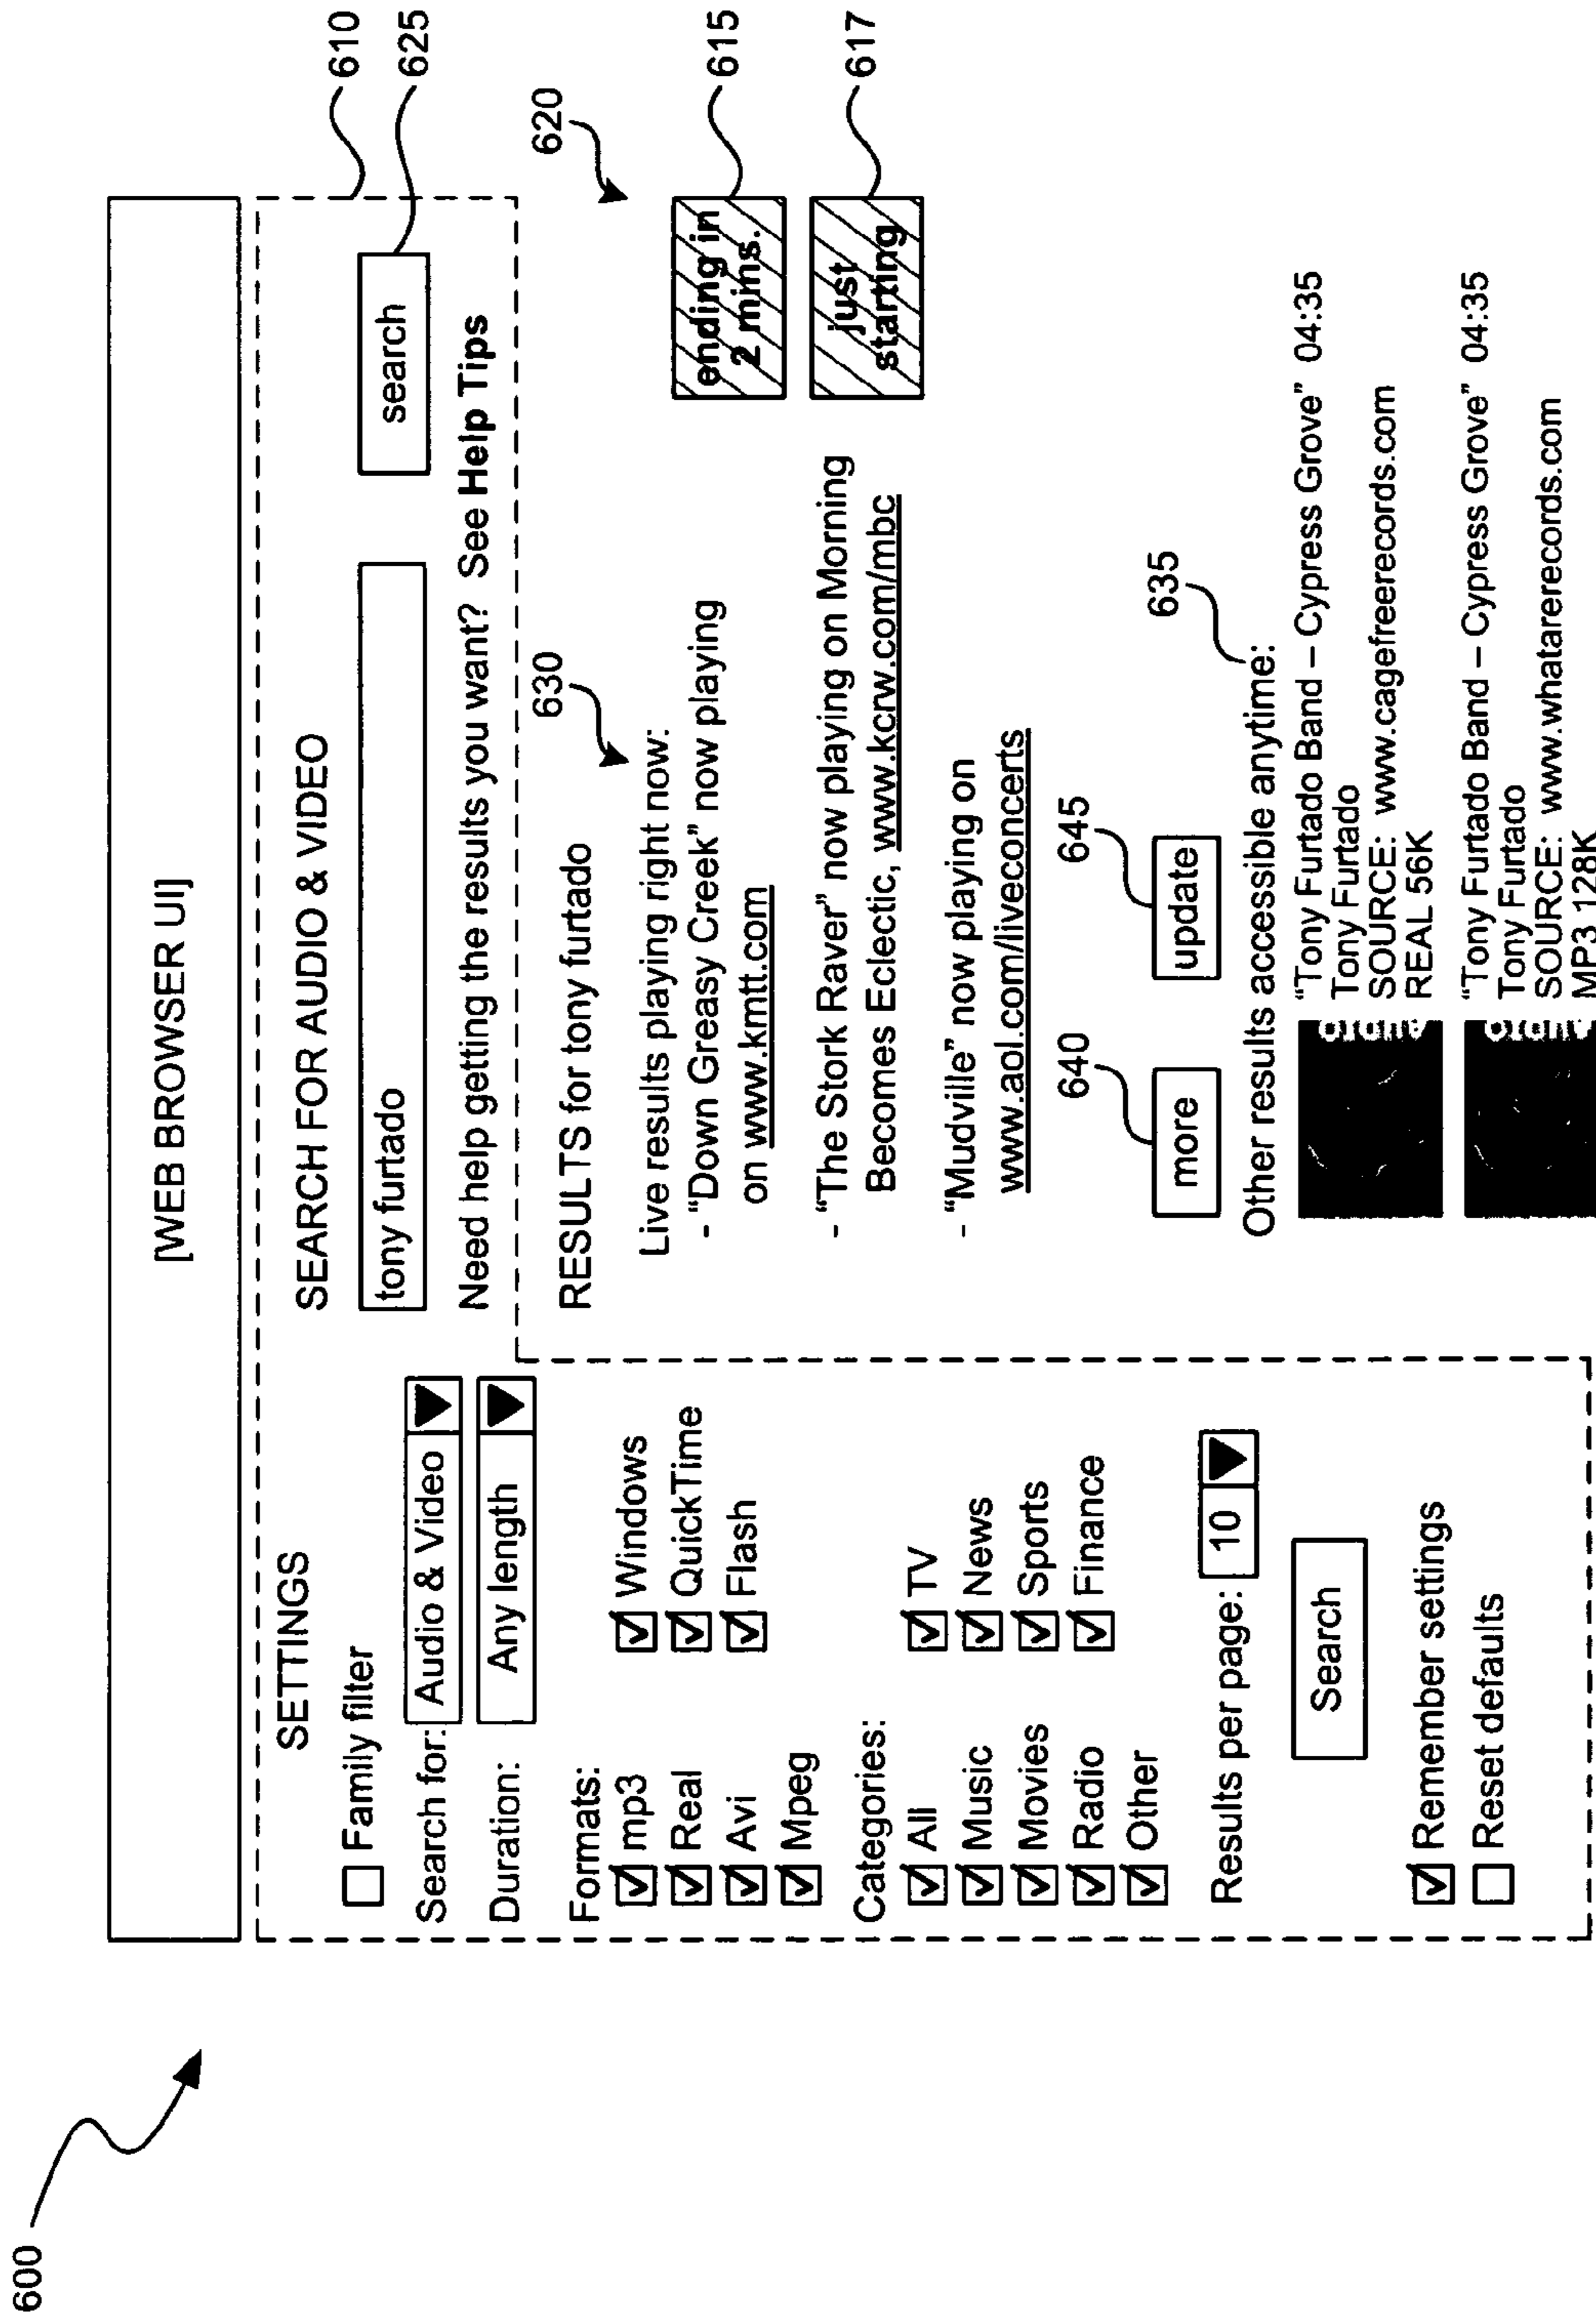 600
[WEB BROWSER UI]
SETTINGS
Family filter
Search for: Audio & Video
Duration: Any length
Formats:
mp3 Windows
Real QuickTime
Avi Flash
Mpeg
Categories:
All TV
Music News
Movies Sports
Radio Finance
Other
Results per page: 10
Search
Remember settings
Reset defaults
SEARCH FOR AUDIO & VIDEO
610
tony furtado search
625
Need help getting the results you want? See Help Tips
RESULTS for tony furtado
630
620
Live results playing right now:
- “Down Greasy Creek” now playing
on www.kmtt.com
ending in
2 mins.
615
- “The Stork Raver” now playing on Morning
Becomes Eclectic, www.kcrw.com/mbc
just
starting
617
- “Mudville” now playing on
www.aol.com/liveconcerts
640
645
more update
635
Other results accessible anytime:
“Tony Furtado Band – Cypress Grove” 04:35
Tony Furtado
SOURCE: www.cagefreerecords.com
REAL 56K
“Tony Furtado Band – Cypress Grove” 04:35
Tony Furtado
SOURCE: www.whatarerecords.com
MP3 128K